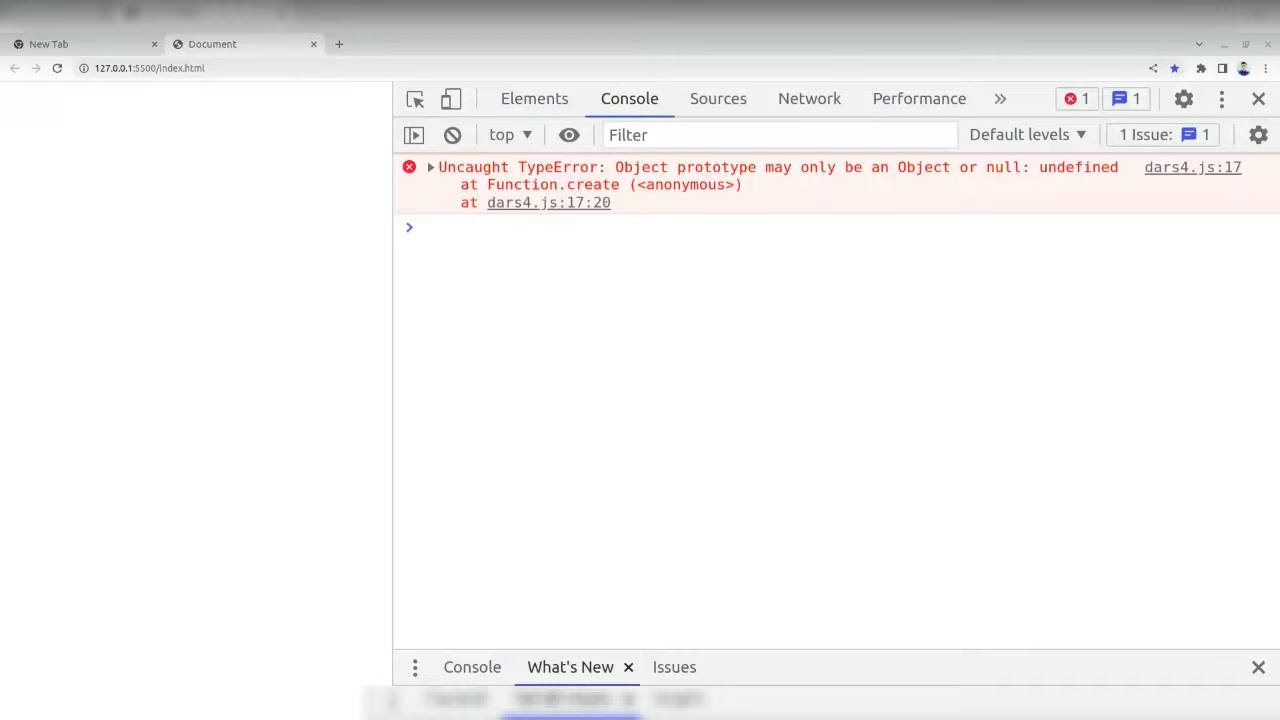 New Tab
Document
127.0.0.1:5500/index.html
Elements Console Sources Network Performance 1 1
top Filter Default levels 1 Issue: 1
Uncaught TypeError: Object prototype may only be an Object or null: undefined dars4.js:17
at Function.create (<anonymous>)
at dars4.js:17:20
Console What's New Issues